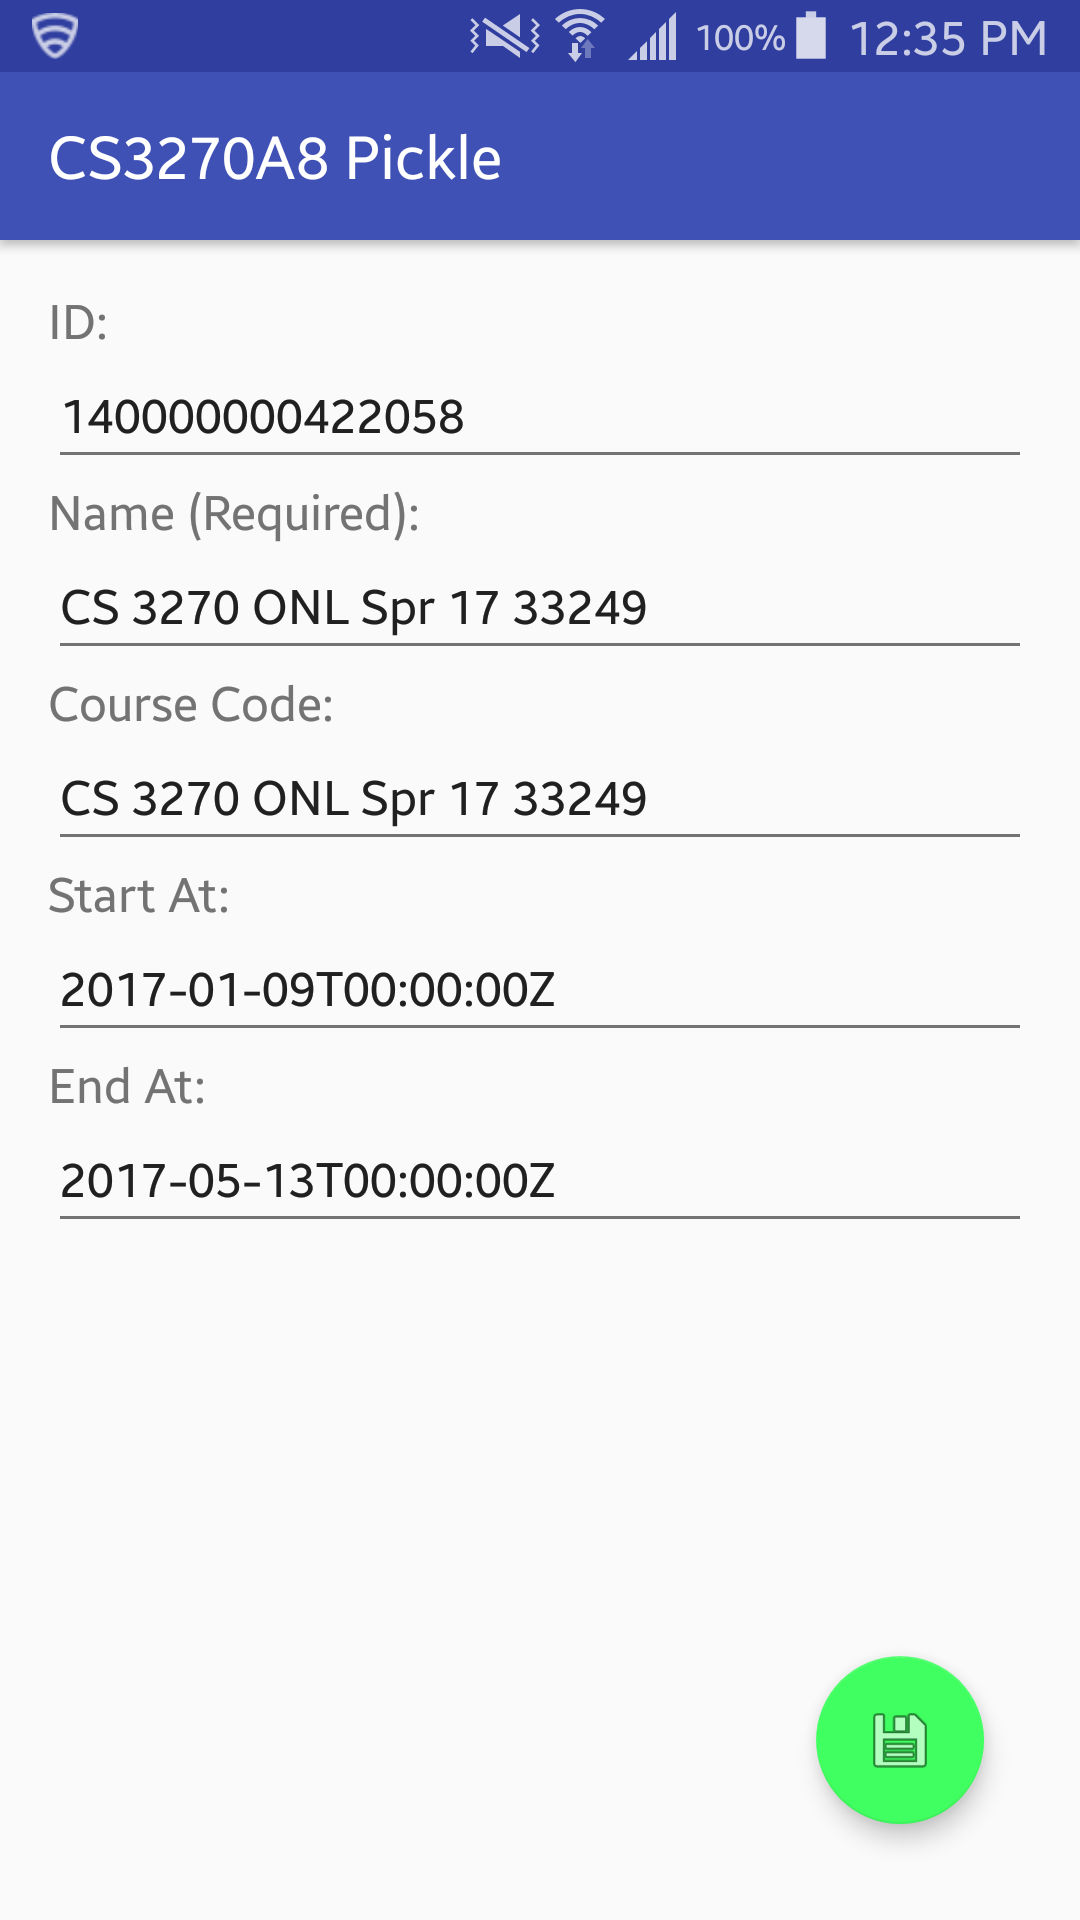 100% 12:35 PM
CS3270A8 Pickle
ID:
140000000422058
Name (Required):
CS 3270 ONL Spr 17 33249
Course Code:
CS 3270 ONL Spr 17 33249
Start At:
2017-01-09T00:00:00Z
End At:
2017-05-13T00:00:00Z